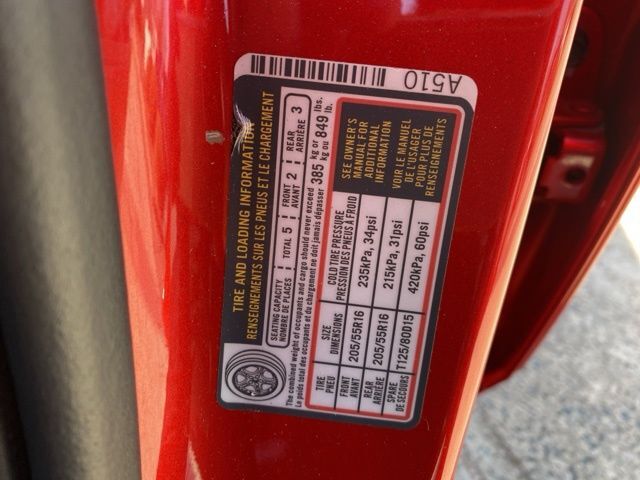 A510
TIRE AND LOADING INFORMATION
RENSEIGNEMENTS SUR LES PNEUS ET LE CHARGEMENT
SEATING CAPACITY
NOMBRE DE PLACES
TOTAL 5
FRONT
AVANT
2
REAR
ARRIÈRE
3
The combined weight of occupants and cargo should never exceed
Le poids total des occupants et du chargement ne doit jamais dépasser
385 kg or 849 lbs.
kg ou lb.
TIRE
PNEU
SIZE
DIMENSIONS
COLD TIRE PRESSURE
PRESSION DES PNEUS À FROID
FRONT
AVANT
205/55R16
235kPa, 34psi
REAR
ARRIÈRE
205/55R16
215kPa, 31psi
SPARE
DE SECOURS
T125/80D15
420kPa, 60psi
SEE OWNER'S
MANUAL FOR
ADDITIONAL
INFORMATION
VOIR LE MANUEL
DE L'USAGER
POUR PLUS DE
RENSEIGNEMENTS